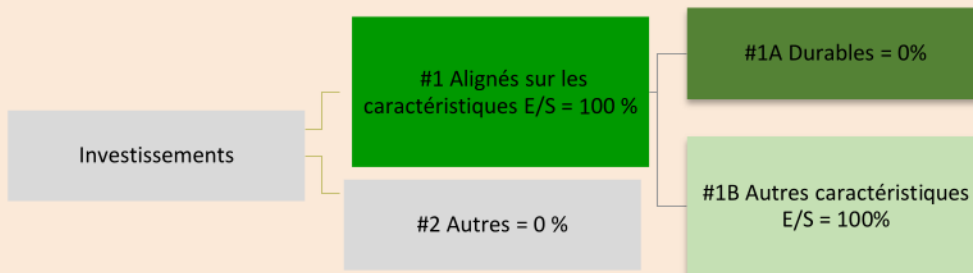 Investissements
#1 Alignés sur les
caractéristiques E/S = 100 %
#2 Autres = 0 %
#1A Durables = 0%
#1B Autres caractéristiques
E/S = 100%